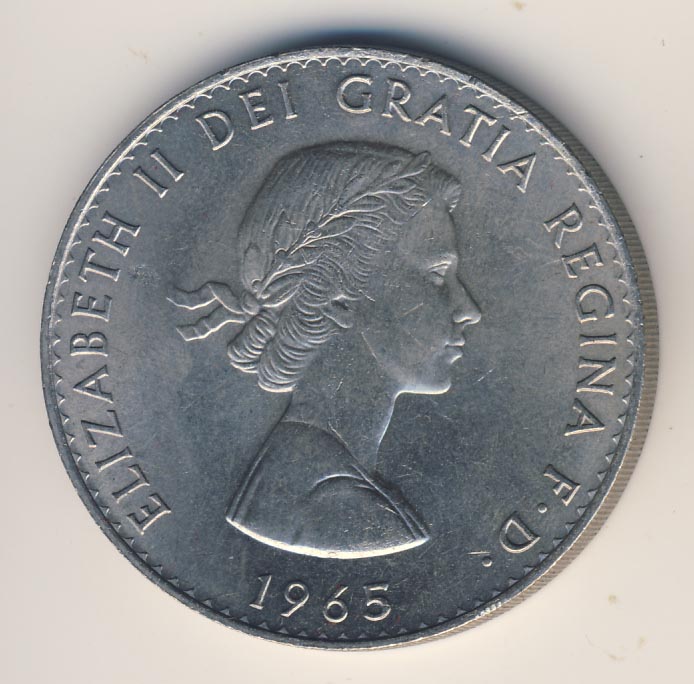 ELIZABETH II DEI GRATIA REGINA F·D·
1965